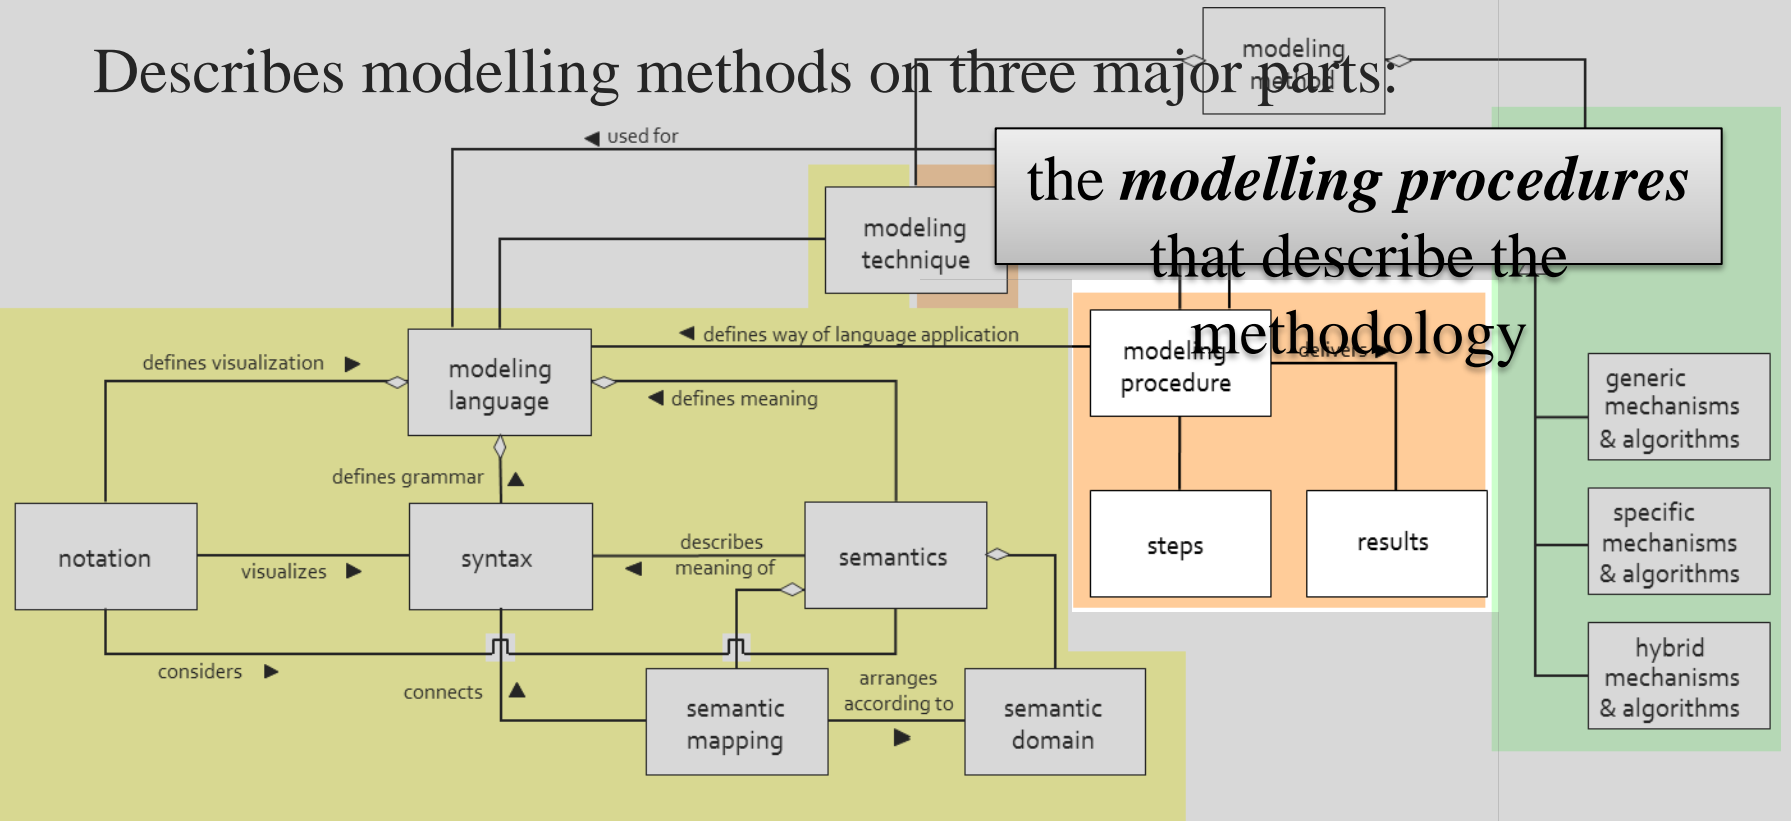 Describes modelling methods on three major parts:
modeling
method
used for
the modelling procedures
that describe the
methodology
modeling
technique
defines way of language application
defines visualization
modeling
language
defines meaning
modeling
procedure
delivers
generic
mechanisms
& algorithms
defines grammar
notation
visualizes
syntax
describes
meaning of
semantics
steps
results
specific
mechanisms
& algorithms
considers
connects
semantic
mapping
arranges
according to
semantic
domain
hybrid
mechanisms
& algorithms